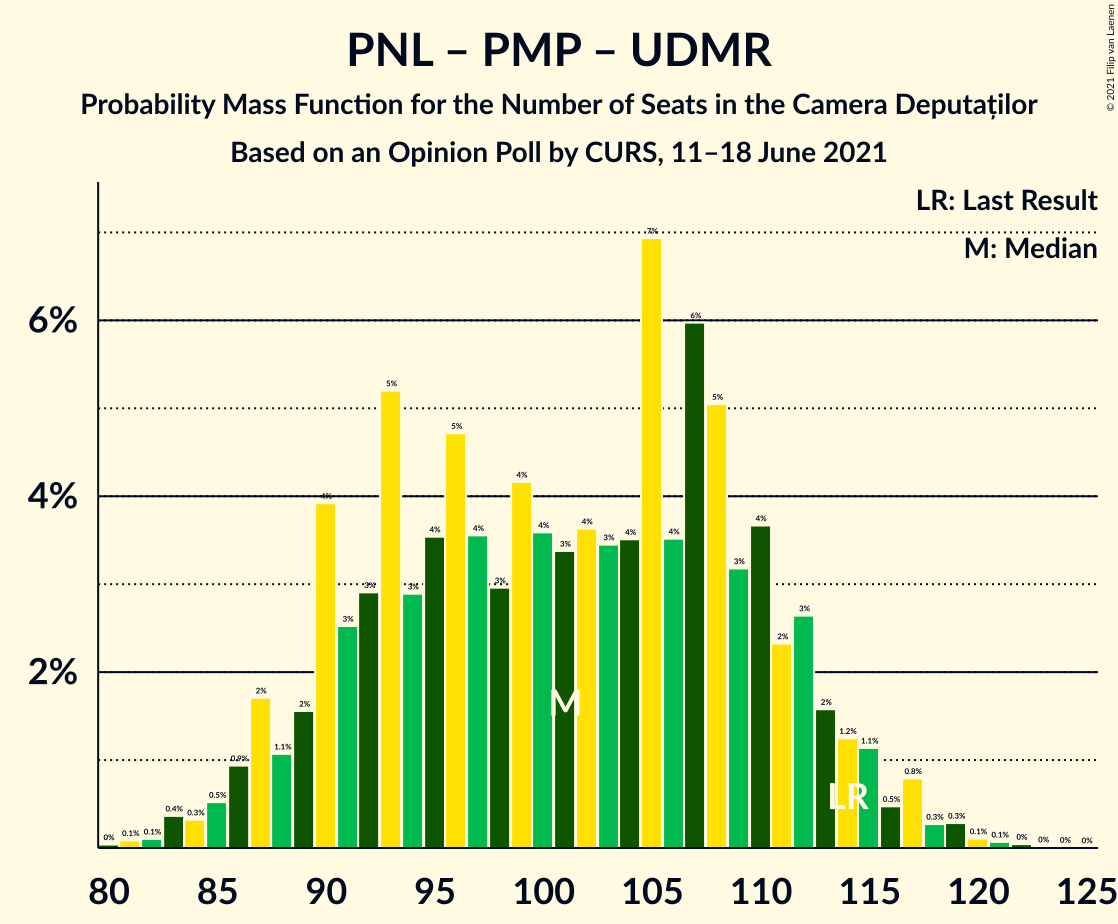 PNL – PMP – UDMR
Probability Mass Function for the Number of Seats in the Camera Deputaților
Based on an Opinion Poll by CURS, 11–18 June 2021
© 2021 Filip van Laenen
LR: Last Result
M: Median
6%
4%
2%
0% 0.1% 0.1% 0.4% 0.3% 0.5% 0.9% 2% 1.1% 2% 4% 3% 3% 5% 3% 4% 5% 4% 3% 4% 4% 3% 4% 3% 4% 7% 4% 6% 5% 3% 4% 2% 3% 2% 1.2% 1.1% 0.5% 0.8% 0.3% 0.3% 0.1% 0.1% 0% 0% 0% 0%
M
LR
80 85 90 95 100 105 110 115 120 125